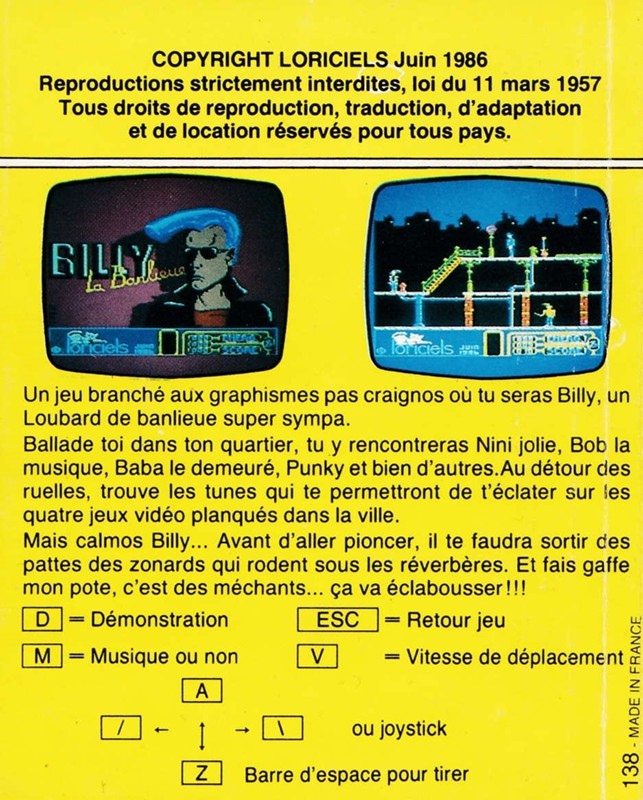 COPYRIGHT LORICIELS Juin 1986
Reproductions strictement interdites, loi du 11 mars 1957
Tous droits de reproduction, traduction, d'adaptation
et de location réservés pour tous pays.
BILLY
La Banlieue
loriciels JUIN 1986 SCORE
loriciels JUIN 1986 SCORE
Un jeu branché aux graphismes pas craignos où tu seras Billy, un
Loubard de banlieue super sympa.
Ballade toi dans ton quartier, tu y rencontreras Nini jolie, Bob la
musique, Baba le demeuré, Punky et bien d'autres.Au détour des
ruelles, trouve les tunes qui te permettront de t'éclater sur les
quatre jeux vidéo planqués dans la ville.
Mais calmos Billy... Avant d'aller pioncer, il te faudra sortir des
pattes des zonards qui rodent sous les réverbères. Et fais gaffe
mon pote, c'est des méchants... ça va éclabousser!!!
D = Démonstration ESC = Retour jeu
M = Musique ou non V = Vitesse de déplacement
A
/ ← ↕ → \ ou joystick
Z Barre d'espace pour tirer
138 - MADE IN FRANCE